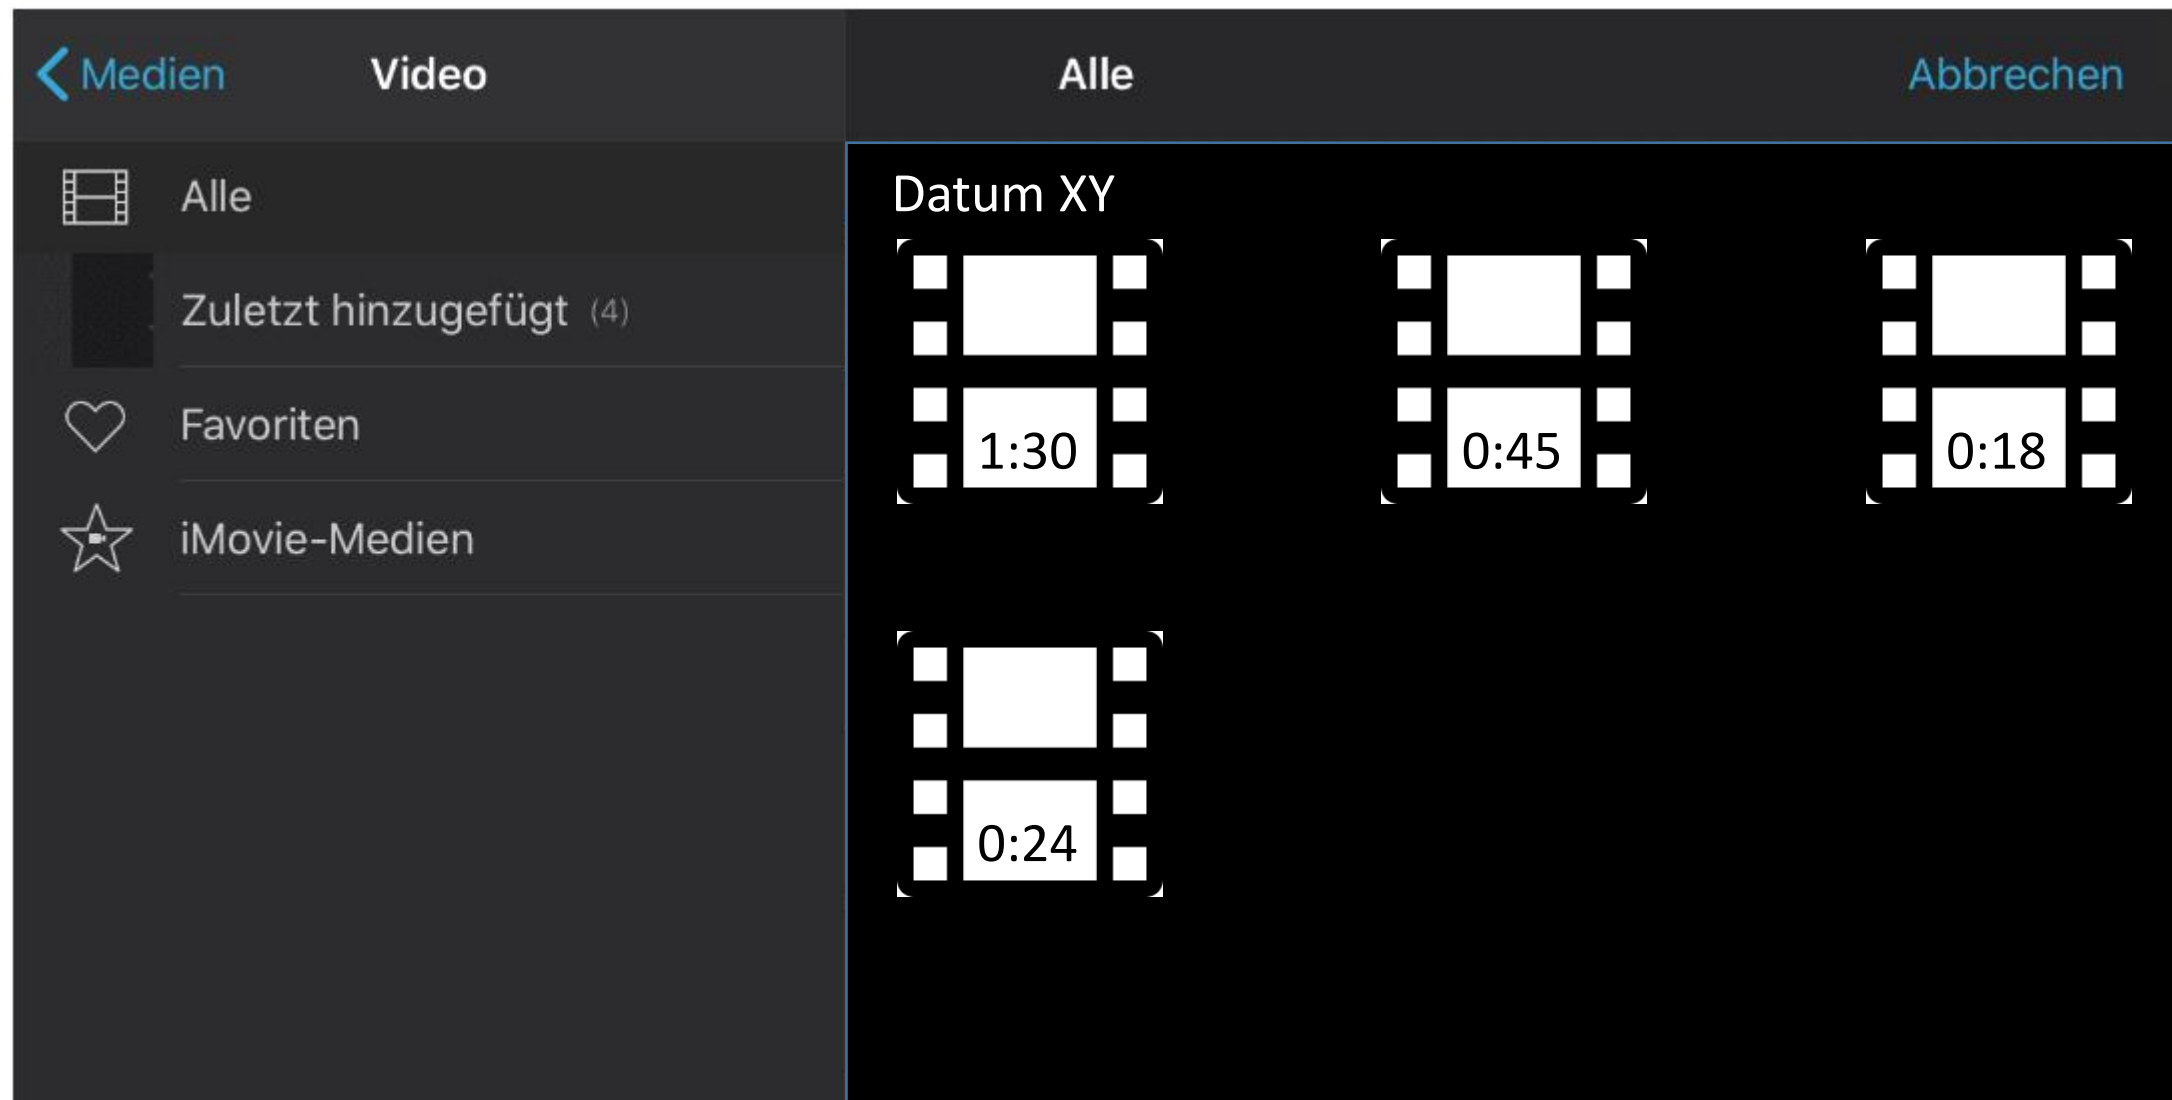 Medien
Video
Alle
Zuletzt hinzugefügt (4)
Favoriten
iMovie-Medien
Alle
Abbrechen
Datum XY
1:30
0:45
0:18
0:24